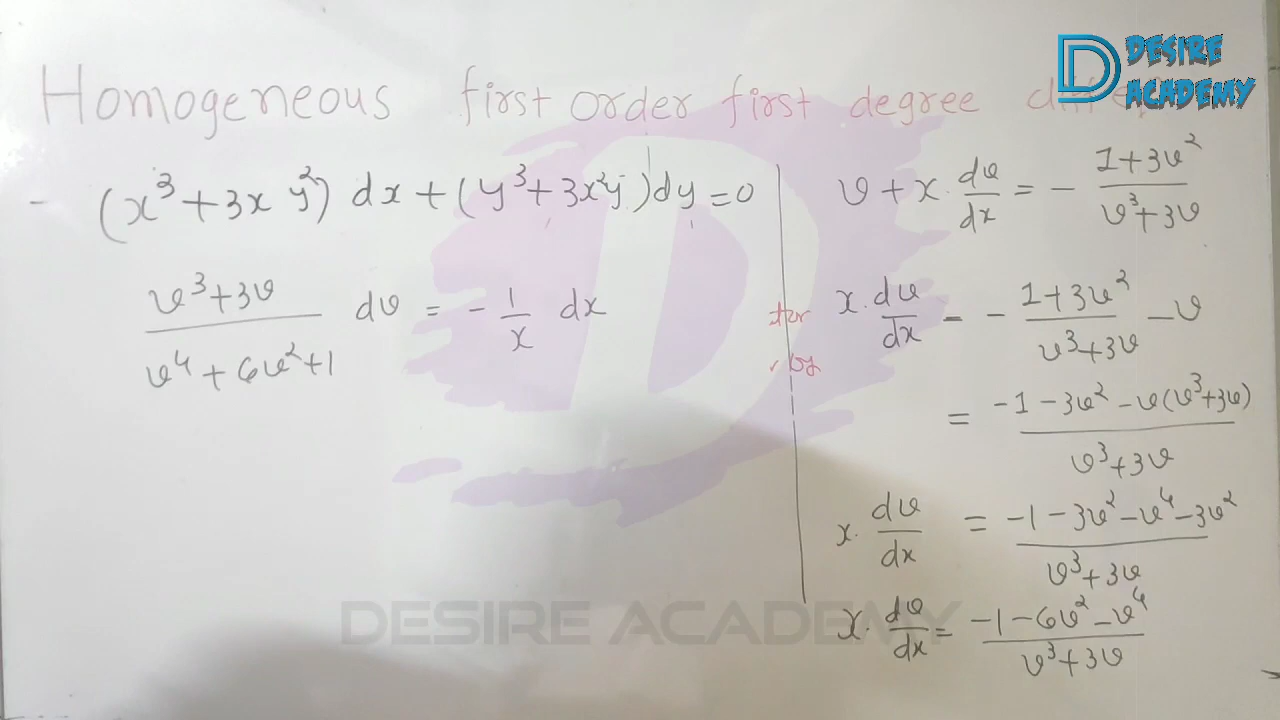 DESIRE
ACADEMY
Homogeneous first order first degree
- (x³ + 3x y²) dx + (y³ + 3x²y) dy = 0
v³+3v / v⁴ + 6v² + 1 dv = - 1/x dx
v + x. dv/dx = - 1+3v² / v³+3v
x. dv/dx = - 1+3v² / v³+3v - v
= -1 - 3v² - v(v³+3v) / v³+3v
x. dv/dx = -1 - 3v² - v⁴ - 3v² / v³+3v
x. dv/dx = -1 - 6v² - v⁴ / v³+3v
DESIRE ACADEMY